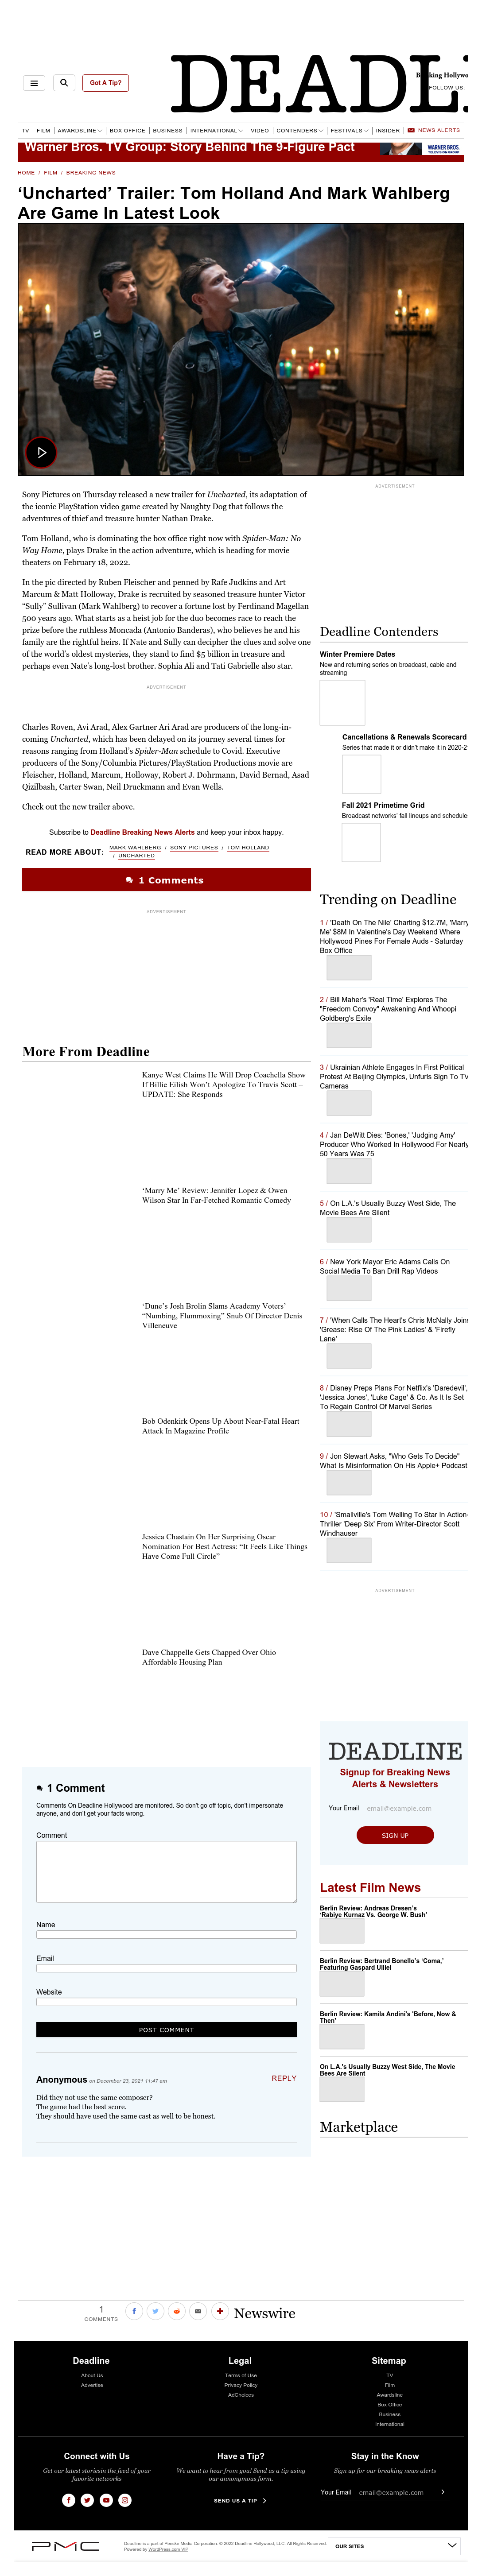 Got A Tip?
DEADL
Breaking Hollywo
FOLLOW US:
TV FILM AWARDSLINE BOX OFFICE BUSINESS INTERNATIONAL VIDEO CONTENDERS FESTIVALS INSIDER NEWS ALERTS
Warner Bros. TV Group: Story Behind The 9-Figure Pact
WARNER BROS.
TELEVISION GROUP
HOME / FILM / BREAKING NEWS
‘Uncharted’ Trailer: Tom Holland And Mark Wahlberg
Are Game In Latest Look
Sony Pictures on Thursday released a new trailer for Uncharted, its adaptation of
the iconic PlayStation video game created by Naughty Dog that follows the
adventures of thief and treasure hunter Nathan Drake.
Tom Holland, who is dominating the box office right now with Spider-Man: No
Way Home, plays Drake in the action adventure, which is heading for movie
theaters on February 18, 2022.
In the pic directed by Ruben Fleischer and penned by Rafe Judkins and Art
Marcum & Matt Holloway, Drake is recruited by seasoned treasure hunter Victor
“Sully” Sullivan (Mark Wahlberg) to recover a fortune lost by Ferdinand Magellan
500 years ago. What starts as a heist job for the duo becomes race to reach the
prize before the ruthless Moncada (Antonio Banderas), who believes he and his
family are the rightful heirs. If Nate and Sully can decipher the clues and solve one
of the world’s oldest mysteries, they stand to find $5 billion in treasure and
perhaps even Nate’s long-lost brother. Sophia Ali and Tati Gabrielle also star.
ADVERTISEMENT
Charles Roven, Avi Arad, Alex Gartner Ari Arad are producers of the long-in-
coming Uncharted, which has been delayed on its journey several times for
reasons ranging from Holland’s Spider-Man schedule to Covid. Executive
producers of the Sony/Columbia Pictures/PlayStation Productions movie are
Fleischer, Holland, Marcum, Holloway, Robert J. Dohrmann, David Bernad, Asad
Qizilbash, Carter Swan, Neil Druckmann and Evan Wells.
Check out the new trailer above.
Subscribe to Deadline Breaking News Alerts and keep your inbox happy.
READ MORE ABOUT: MARK WAHLBERG / SONY PICTURES / TOM HOLLAND
/ UNCHARTED
1 Comments
ADVERTISEMENT
More From Deadline
Kanye West Claims He Will Drop Coachella Show
If Billie Eilish Won’t Apologize To Travis Scott –
UPDATE: She Responds
‘Marry Me’ Review: Jennifer Lopez & Owen
Wilson Star In Far-Fetched Romantic Comedy
‘Dune’s Josh Brolin Slams Academy Voters’
“Numbing, Flummoxing” Snub Of Director Denis
Villeneuve
Bob Odenkirk Opens Up About Near-Fatal Heart
Attack In Magazine Profile
Jessica Chastain On Her Surprising Oscar
Nomination For Best Actress: “It Feels Like Things
Have Come Full Circle”
Dave Chappelle Gets Chapped Over Ohio
Affordable Housing Plan
1 Comment
Comments On Deadline Hollywood are monitored. So don't go off topic, don't impersonate
anyone, and don't get your facts wrong.
Comment
Name
Email
Website
POST COMMENT
Anonymous on December 23, 2021 11:47 am
REPLY
Did they not use the same composer?
The game had the best score.
They should have used the same cast as well to be honest.
ADVERTISEMENT
Deadline Contenders
Winter Premiere Dates
New and returning series on broadcast, cable and
streaming
Cancellations & Renewals Scorecard
Series that made it or didn't make it in 2020-2
Fall 2021 Primetime Grid
Broadcast networks' fall lineups and schedule
Trending on Deadline
1 / 'Death On The Nile' Charting $12.7M, 'Marry
Me' $8M In Valentine's Day Weekend Where
Hollywood Pines For Female Auds - Saturday
Box Office
2 / Bill Maher's 'Real Time' Explores The
"Freedom Convoy" Awakening And Whoopi
Goldberg's Exile
3 / Ukrainian Athlete Engages In First Political
Protest At Beijing Olympics, Unfurls Sign To TV
Cameras
4 / Jan DeWitt Dies: 'Bones,' 'Judging Amy'
Producer Who Worked In Hollywood For Nearly
50 Years Was 75
5 / On L.A.'s Usually Buzzy West Side, The
Movie Bees Are Silent
6 / New York Mayor Eric Adams Calls On
Social Media To Ban Drill Rap Videos
7 / 'When Calls The Heart's Chris McNally Joins
'Grease: Rise Of The Pink Ladies' & 'Firefly
Lane'
8 / Disney Preps Plans For Netflix's 'Daredevil',
'Jessica Jones', 'Luke Cage' & Co. As It Is Set
To Regain Control Of Marvel Series
9 / Jon Stewart Asks, "Who Gets To Decide"
What Is Misinformation On His Apple+ Podcast
10 / 'Smallville's Tom Welling To Star In Action-
Thriller 'Deep Six' From Writer-Director Scott
Windhauser
ADVERTISEMENT
DEADLINE
Signup for Breaking News
Alerts & Newsletters
Your Email email@example.com
SIGN UP
Latest Film News
Berlin Review: Andreas Dresen’s
‘Rabiye Kurnaz Vs. George W. Bush’
Berlin Review: Bertrand Bonello’s ‘Coma,’
Featuring Gaspard Ulliel
Berlin Review: Kamila Andini's 'Before, Now &
Then'
On L.A.'s Usually Buzzy West Side, The Movie
Bees Are Silent
Marketplace
1
COMMENTS
Newswire
Deadline
About Us
Advertise
Legal
Terms of Use
Privacy Policy
AdChoices
Sitemap
TV
Film
Awardsline
Box Office
Business
International
Connect with Us
Get our latest storiesin the feed of your
favorite networks
Have a Tip?
We want to hear from you! Send us a tip using
our annonymous form.
SEND US A TIP
Stay in the Know
Sign up for our breaking news alerts
Your Email email@example.com
PMC
Deadline is a part of Penske Media Corporation. © 2022 Deadline Hollywood, LLC. All Rights Reserved.
Powered by WordPress.com VIP
OUR SITES